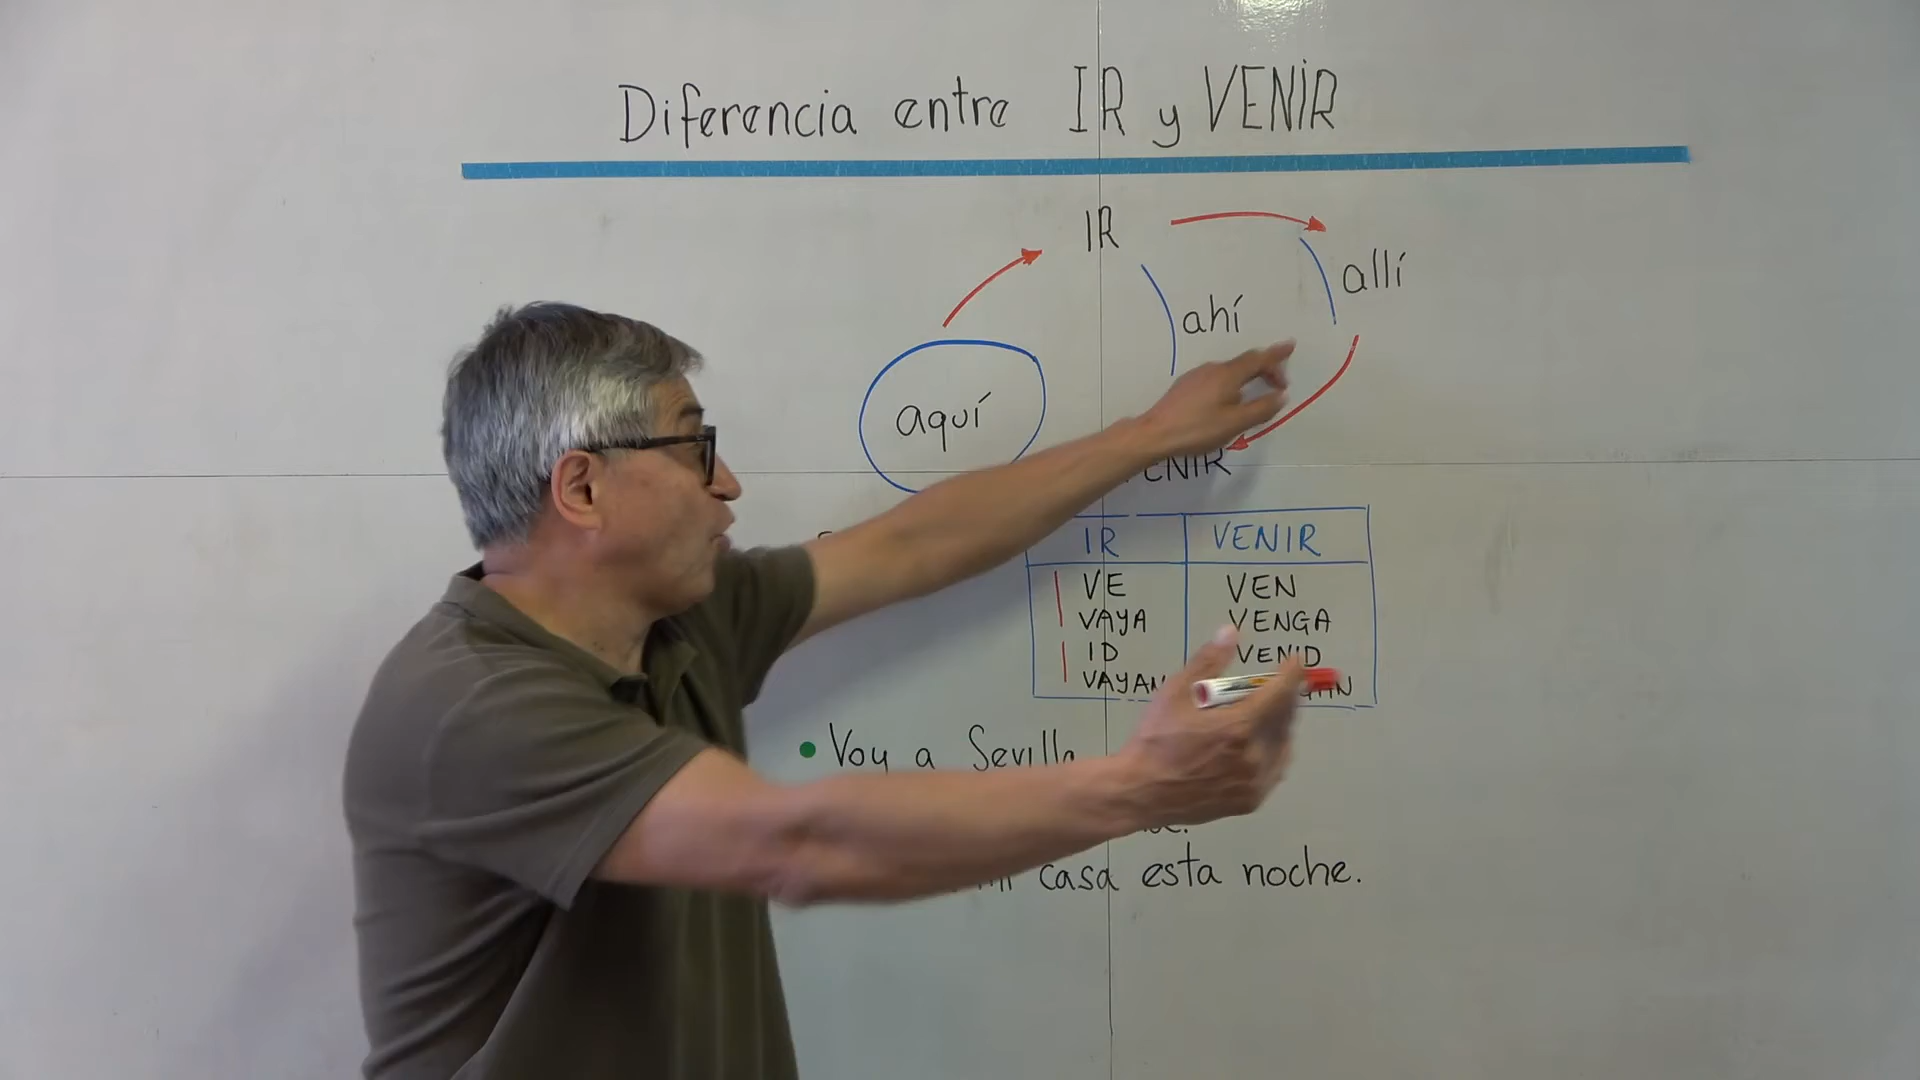 Diferencia entre IR y VENIR
IR
allí
ahí
aquí
IR VENIR
VE VEN
VAYA VENGA
ID VENID
VAYAN
• Voy a Sevilla
casa esta noche.